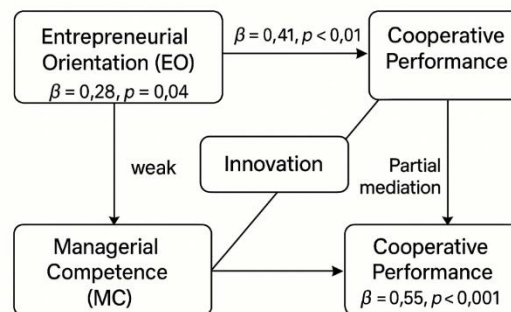 Entrepreneurial
Orientation (EO)
β = 0,28, p = 0,04
β = 0,41, p < 0,01
Cooperative
Performance
weak
Innovation
Partial
mediation
Managerial
Competence
(MC)
Cooperative
Performance
β = 0,55, p < 0,001